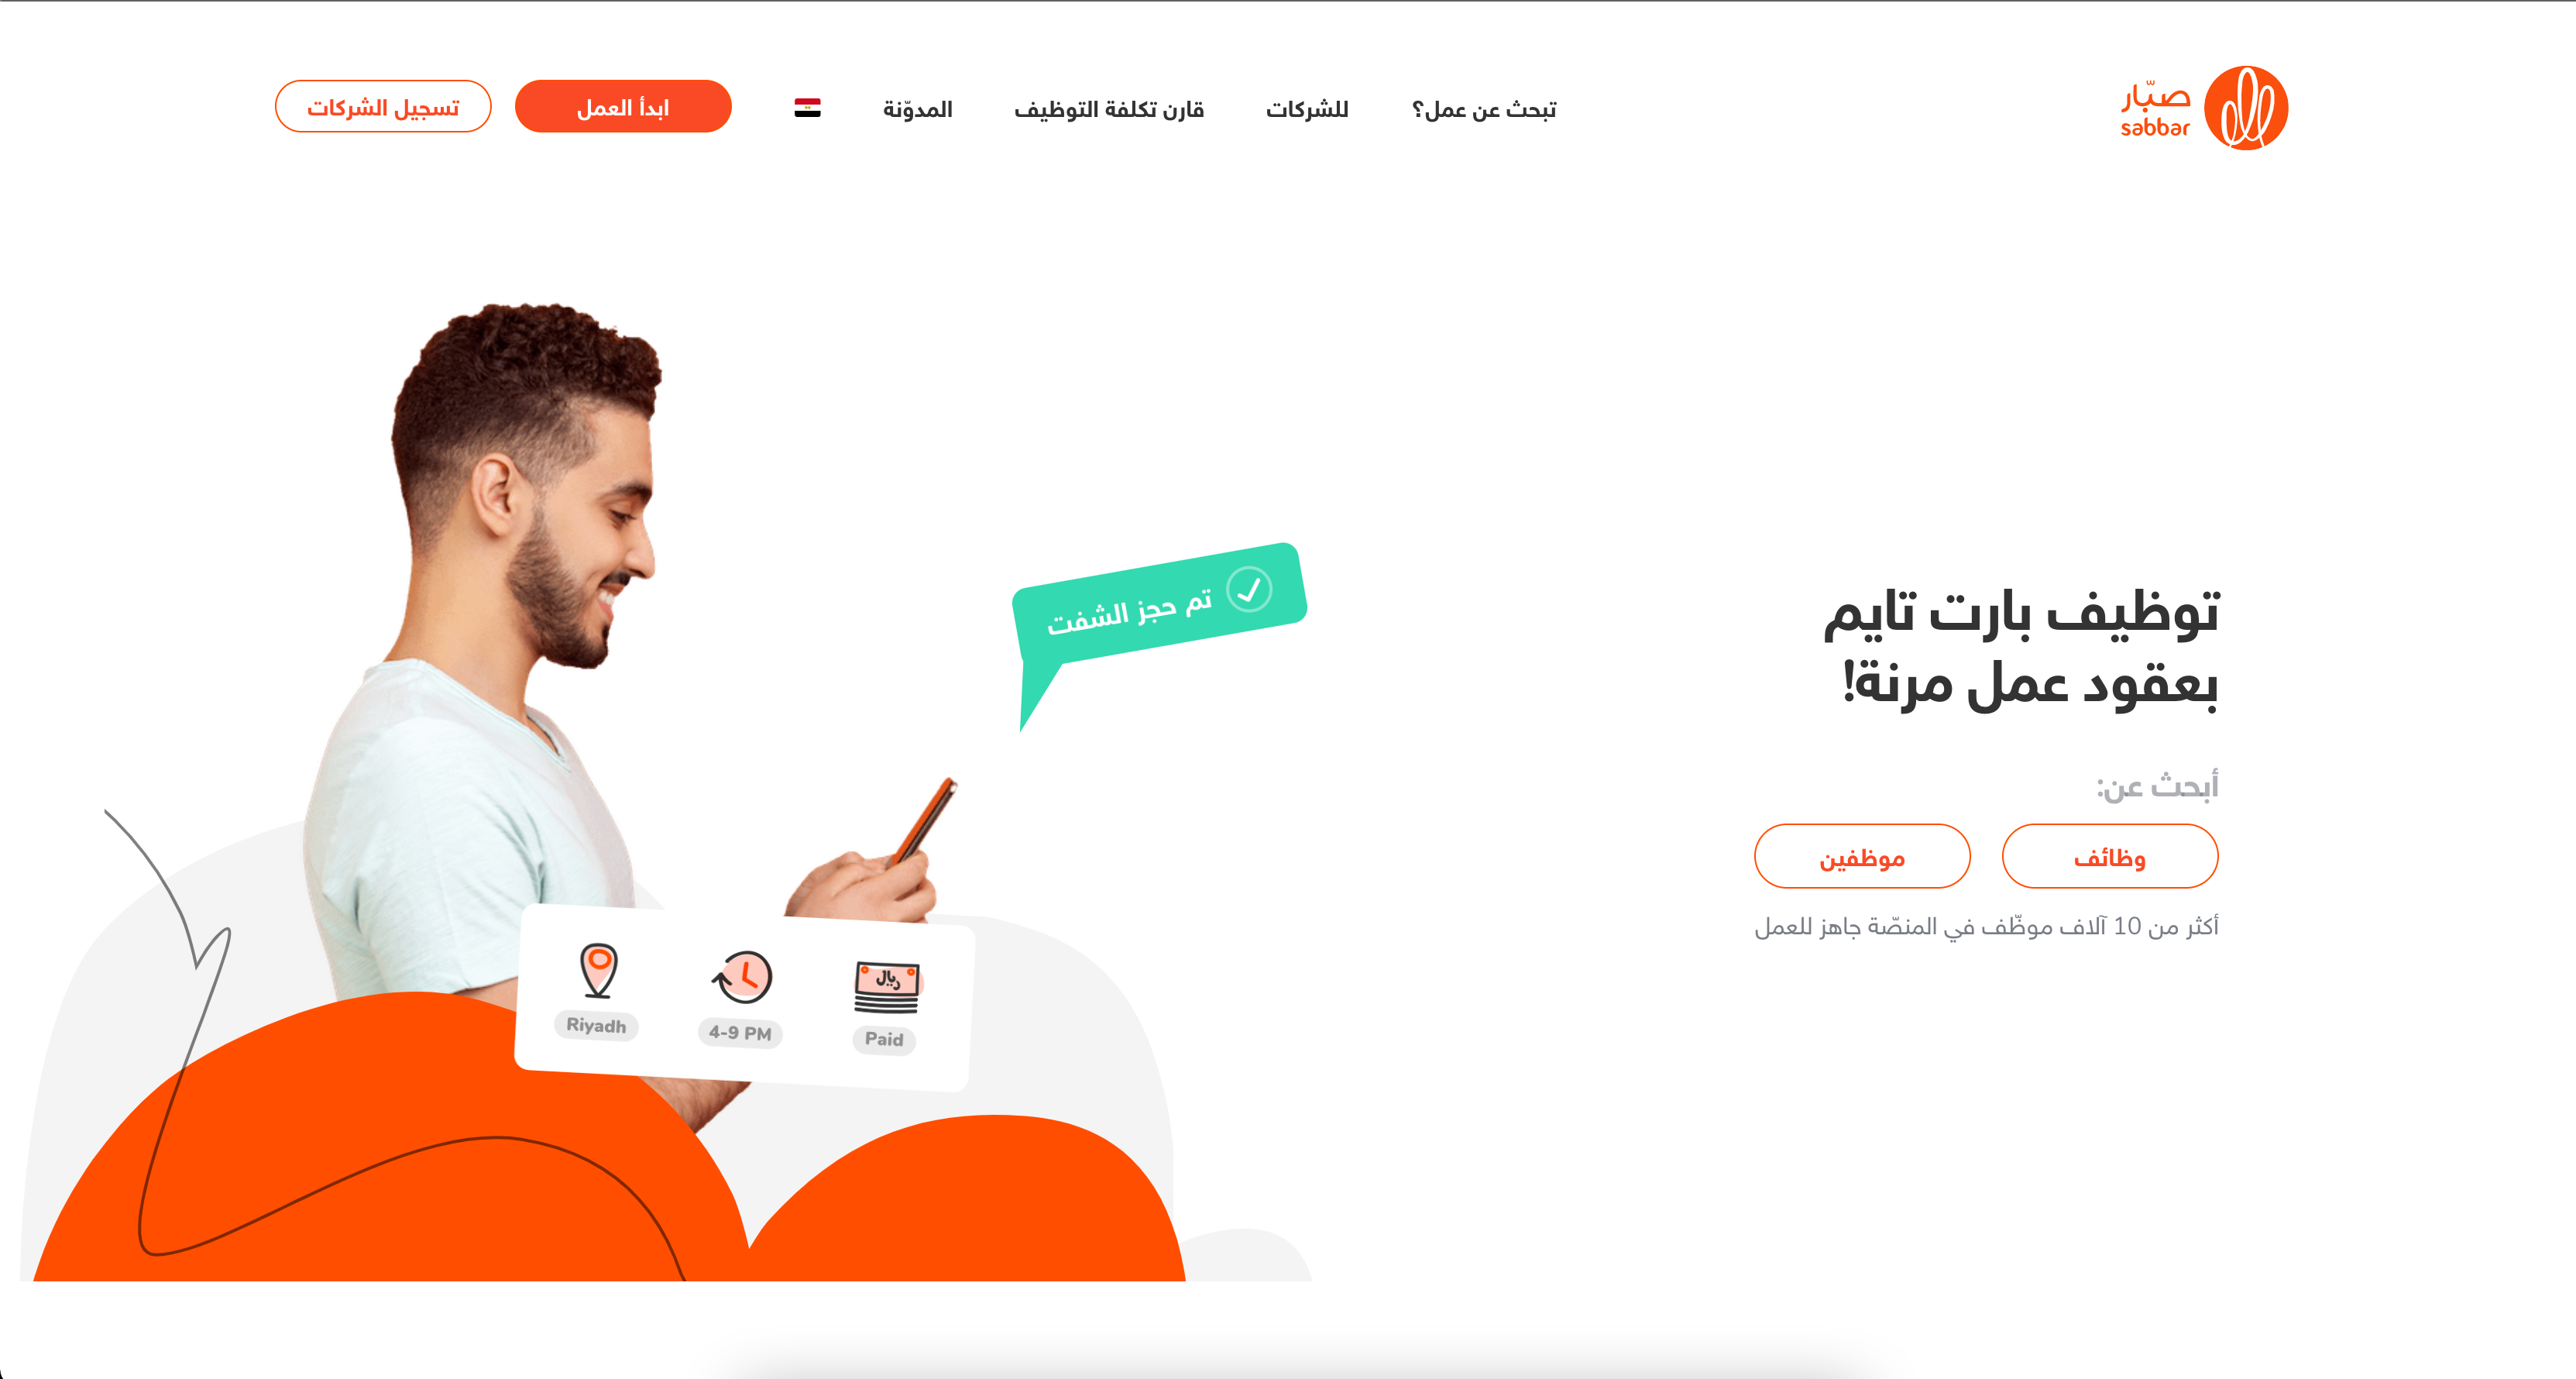 صبّار
sabbar
تبحث عن عمل؟
للشركات
قارن تكلفة التوظيف
المدوّنة
ابدأ العمل
تسجيل الشركات
توظيف بارت تايم
بعقود عمل مرنة!
أبحث عن:
وظائف
موظفين
أكثر من 10 آلاف موظّف في المنصّة جاهز للعمل
تم حجز الشفت
ريال
Riyadh
4-9 PM
Paid